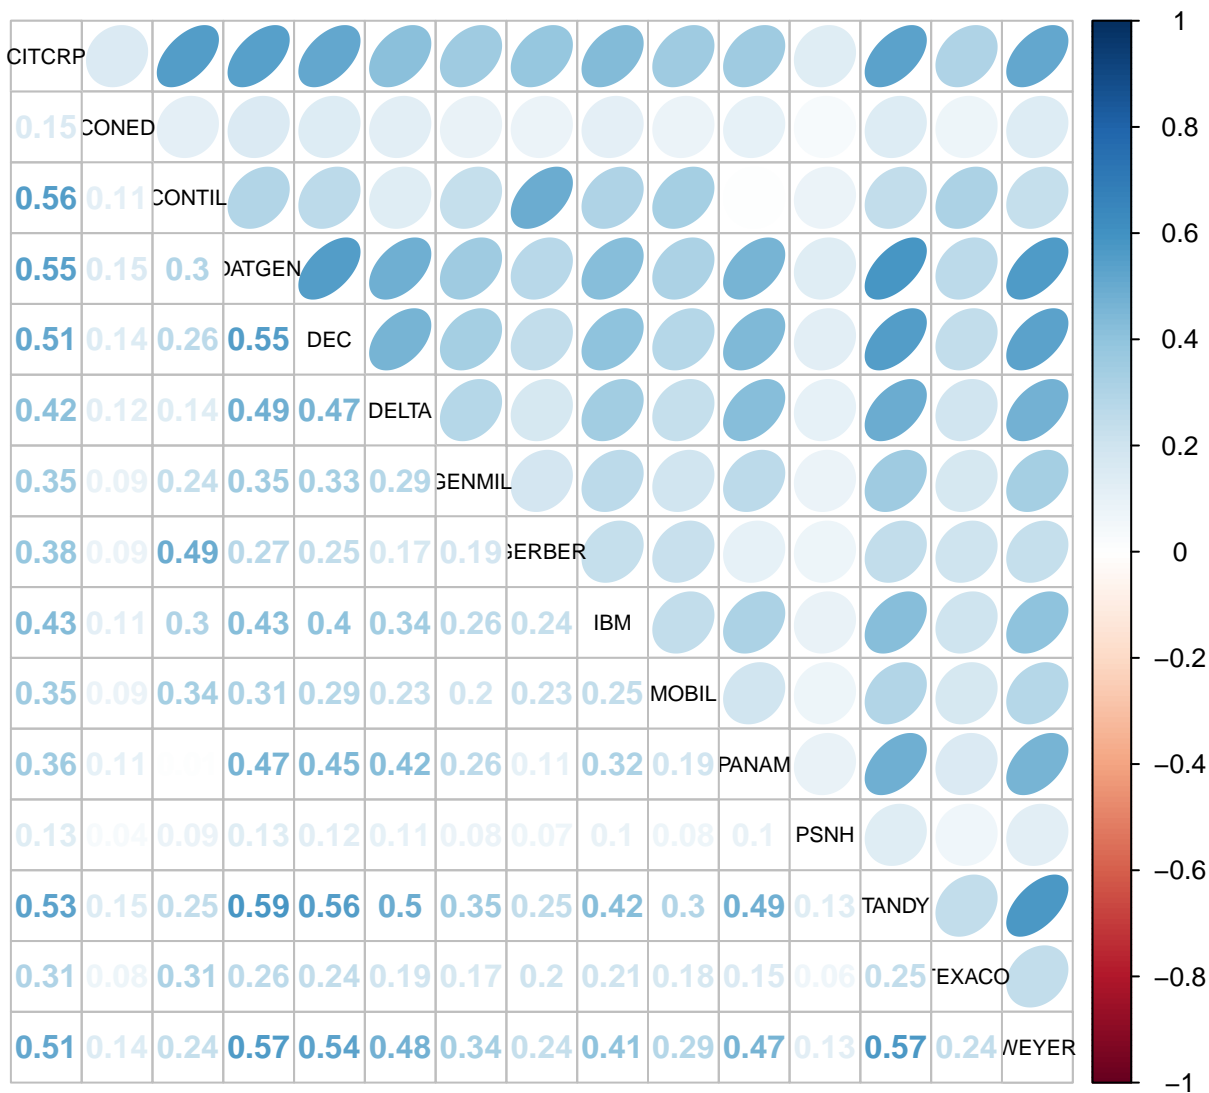 CITCRP
0.15 CONED
0.56 0.11 CONTIL
0.55 0.15 0.3 DATGEN
0.51 0.14 0.26 0.55 DEC
0.42 0.12 0.14 0.49 0.47 DELTA
0.35 0.09 0.24 0.35 0.33 0.29 GENMIL
0.38 0.09 0.49 0.27 0.25 0.17 0.19 GERBER
0.43 0.11 0.3 0.43 0.4 0.34 0.26 0.24 IBM
0.35 0.09 0.34 0.31 0.29 0.23 0.2 0.23 0.25 MOBIL
0.36 0.11 0.47 0.45 0.42 0.26 0.11 0.32 0.19 PANAM
0.13 0.04 0.09 0.13 0.12 0.11 0.08 0.07 0.1 0.08 0.1 PSNH
0.53 0.15 0.25 0.59 0.56 0.5 0.35 0.25 0.42 0.3 0.49 0.13 TANDY
0.31 0.08 0.31 0.26 0.24 0.19 0.17 0.2 0.21 0.18 0.15 0.06 0.25 TEXACO
0.51 0.14 0.24 0.57 0.54 0.48 0.34 0.24 0.41 0.29 0.47 0.13 0.57 0.24 WEYER
1
0.8
0.6
0.4
0.2
0
−0.2
−0.4
−0.6
−0.8
−1